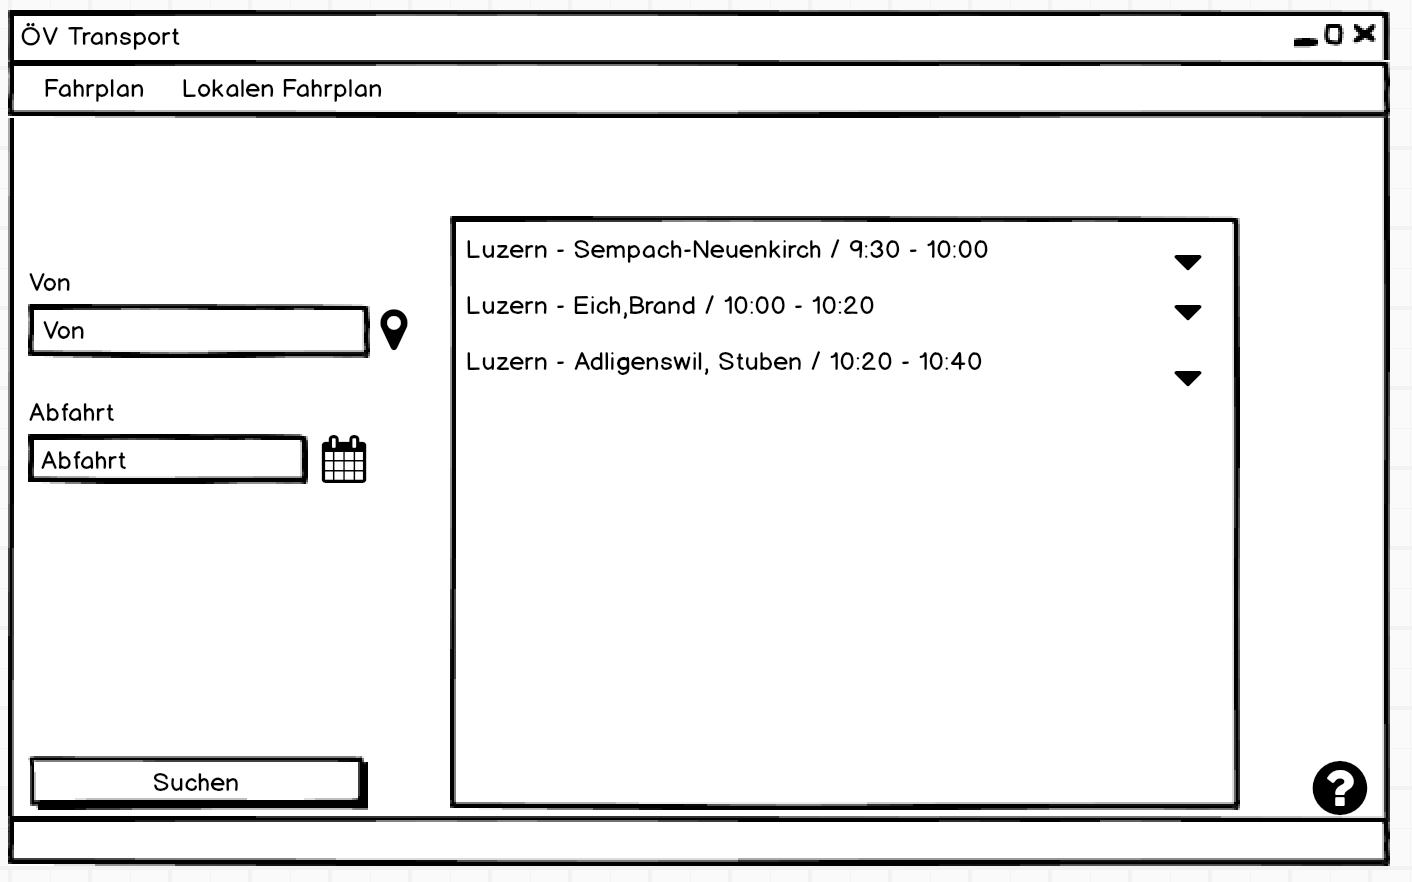 ÖV Transport
Fahrplan Lokalen Fahrplan
Von
Von
Abfahrt
Abfahrt
Suchen
Luzern - Sempach-Neuenkirch / 9:30 - 10:00
Luzern - Eich,Brand / 10:00 - 10:20
Luzern - Adligenswil, Stuben / 10:20 - 10:40
?